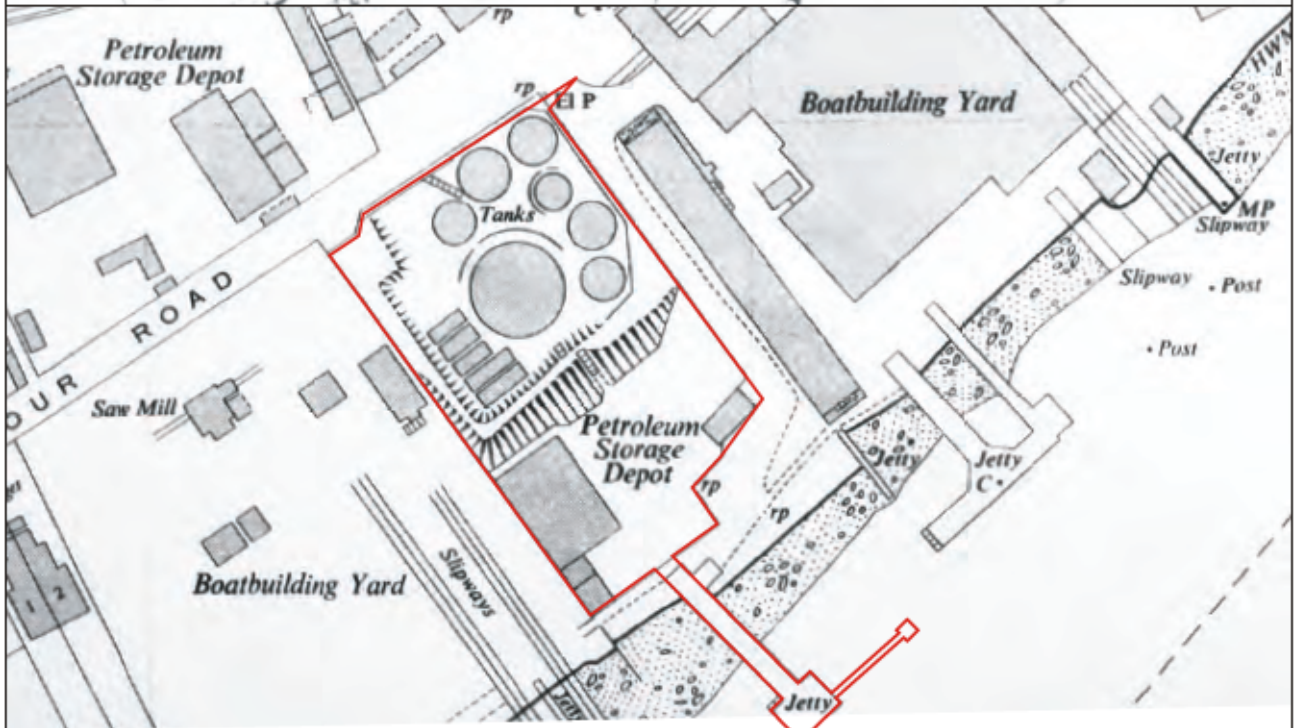 rp
C
HWM
Petroleum
Storage Depot
rp
El P
Boatbuilding Yard
Jetty
MP
Slipway
Tanks
Slipway
Post
Post
OUR ROAD
Saw Mill
Petroleum
Storage
Depot
Jetty
Jetty
C
rp
rp
1 2
Boatbuilding Yard
Slipways
Jetty
Jetty